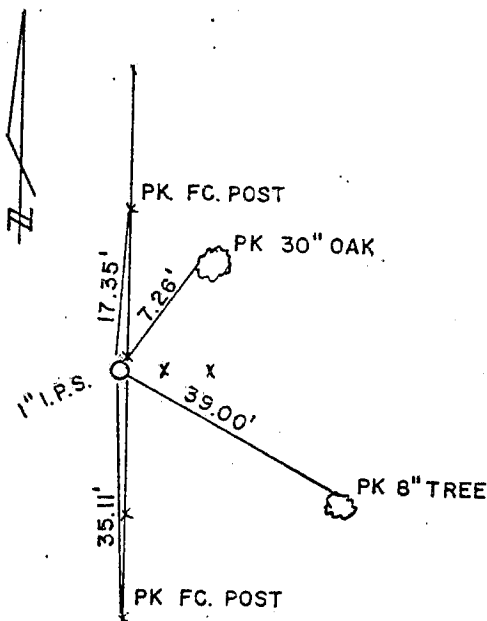 N
PK FC. POST
PK 30" OAK
17.35'
7.26'
1" I.P.S.
x x
39.00'
35.11'
PK 8" TREE
PK FC. POST